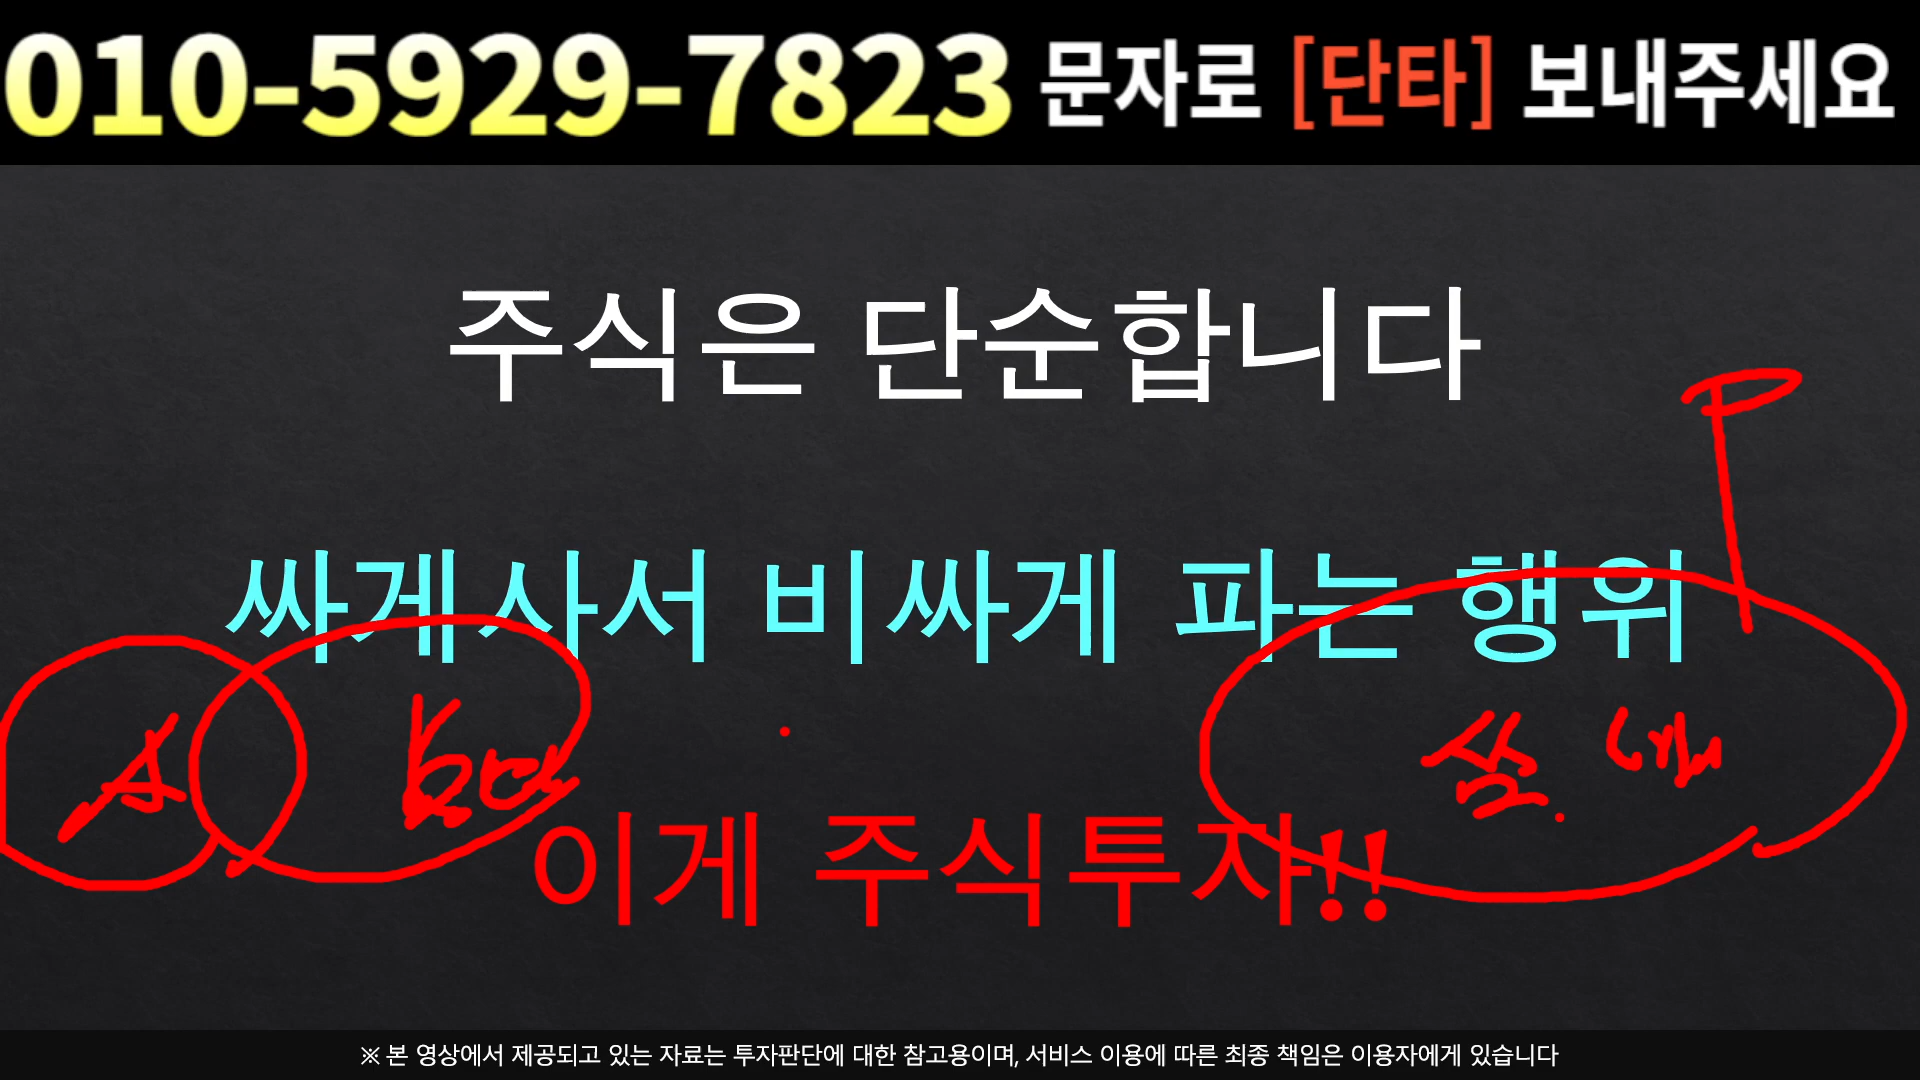 010-5929-7823 문자로 [단타] 보내주세요
주식은 단순합니다
싸게사서 비싸게 파는 행위
이게 주식투자!!
※ 본 영상에서 제공되고 있는 자료는 투자판단에 대한 참고용이며, 서비스 이용에 따른 최종 책임은 이용자에게 있습니다